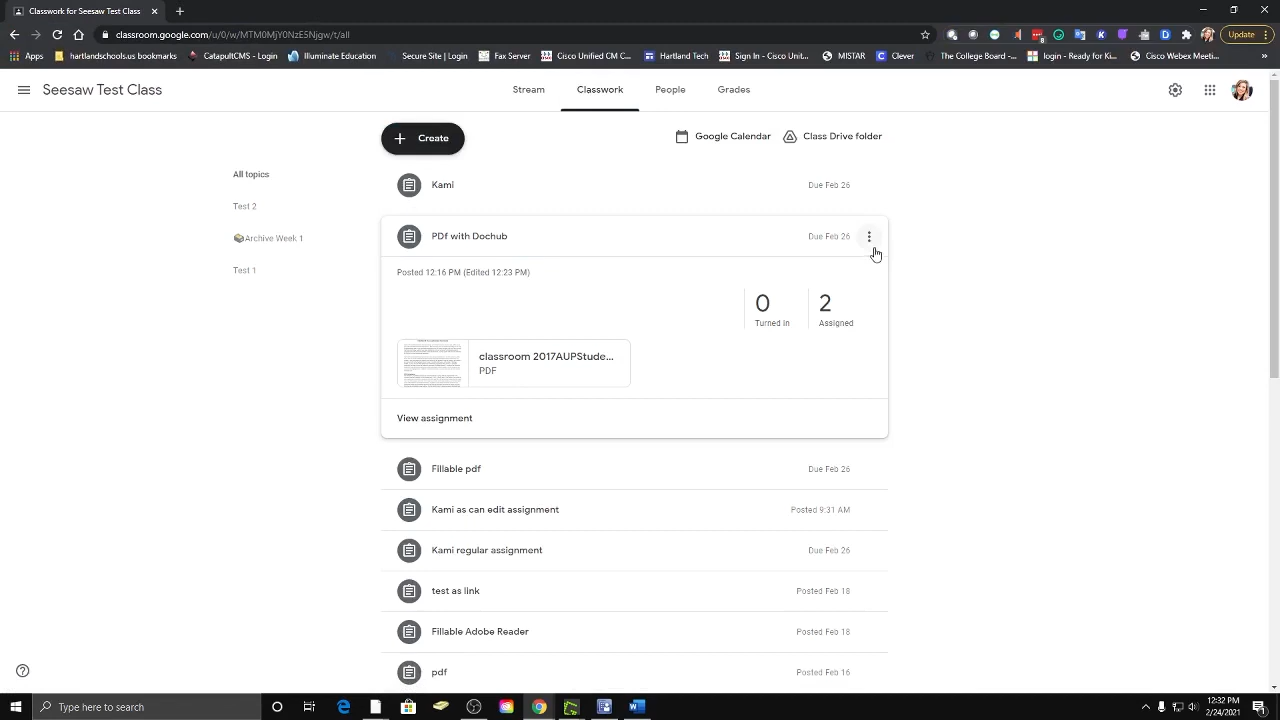 Classroom for Seesaw Test Class
classroom.google.com/u/0/w/MTM0MjY0NzE5Njgw/t/all
Update
Apps
hartlandschools.us bookmarks
CatapultCMS - Login
Illuminate Education
Secure Site - Login
Fax Server
Cisco Unified CM C...
Hartland Tech
Sign In - Cisco Unit...
MISTAR
Clever
The College Board -...
login - Ready for Ki...
Cisco Webex Meetin...
Seesaw Test Class
Stream
Classwork
People
Grades
Create
Google Calendar
Class Drive folder
All topics
Test 2
Archive Week 1
Test 1
Kami
Due Feb 26
PDf with Dochub
Due Feb 26
Posted 12:16 PM (Edited 12:23 PM)
0
Turned in
2
Assigned
classroom 2017AUPStude...
PDF
View assignment
Fillable pdf
Due Feb 26
Kami as can edit assignment
Posted 9:31 AM
Kami regular assignment
Due Feb 26
test as link
Posted Feb 18
Fillable Adobe Reader
Posted Feb 18
pdf
Posted Feb 16
Type here to search
12:32 PM
2/24/2021